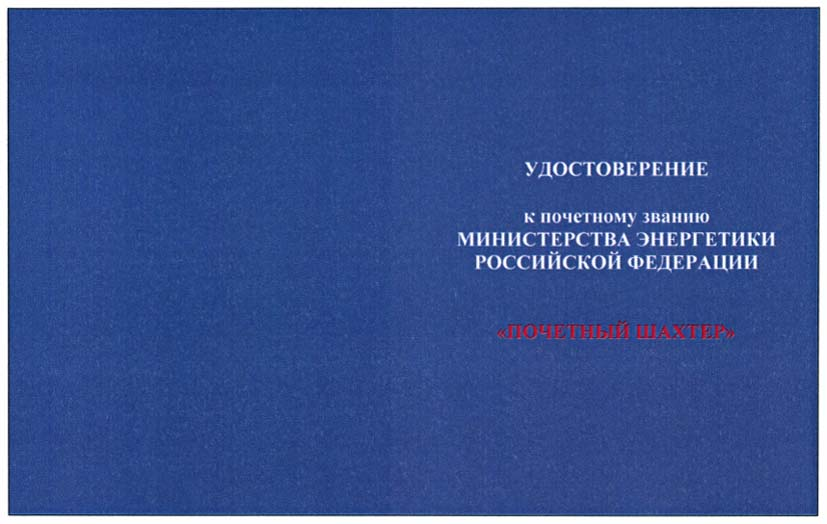 УДОСТОВЕРЕНИЕ
к почетному званию
МИНИСТЕРСТВА ЭНЕРГЕТИКИ
РОССИЙСКОЙ ФЕДЕРАЦИИ
«ПОЧЕТНЫЙ ШАХТЕР»